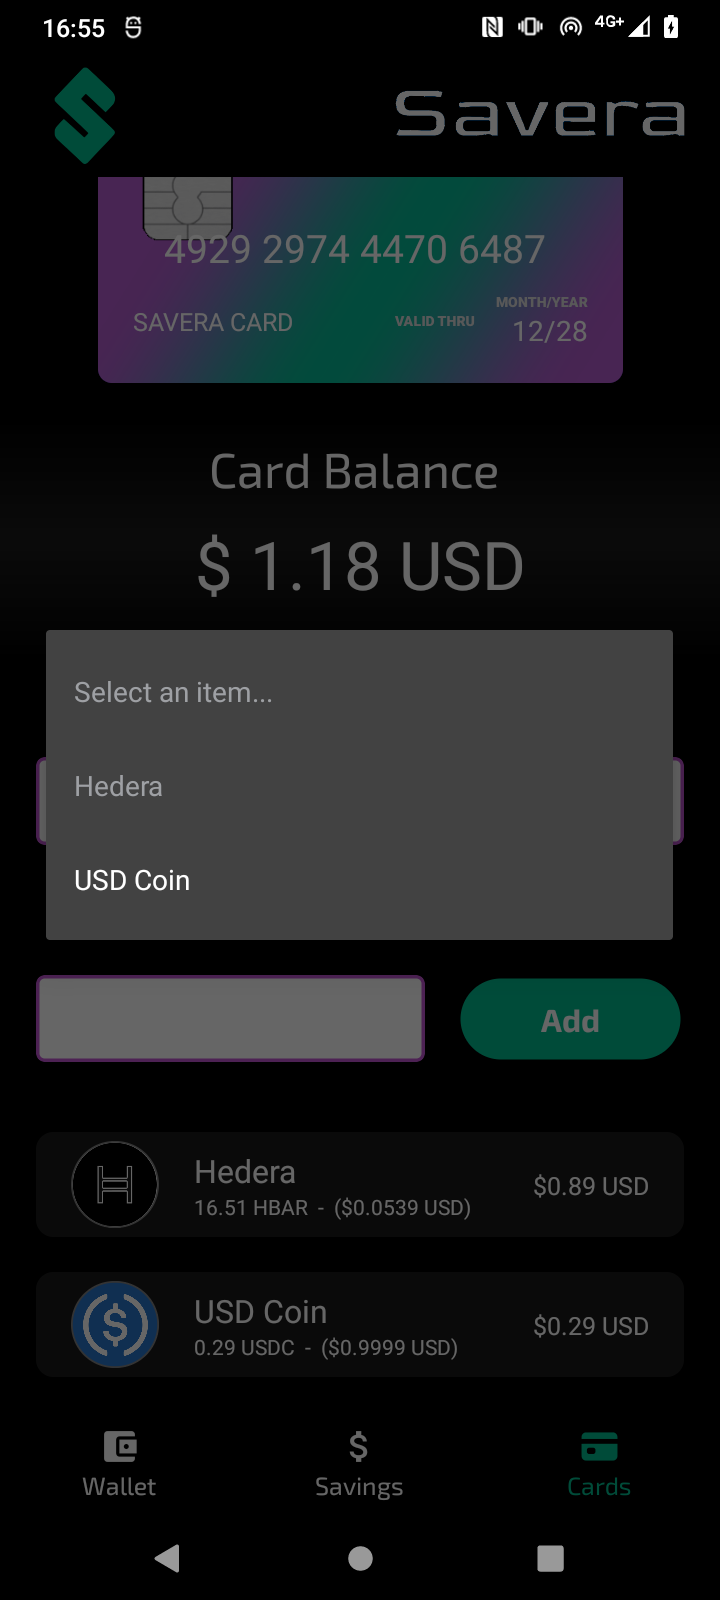 16:55
4G+
Savera
4929 2974 4470 6487
MONTH/YEAR
SAVERA CARD
VALID THRU
12/28
Card Balance
$ 1.18 USD
Select an item...
Hedera
USD Coin
Add
Hedera
16.51 HBAR - ($0.0539 USD)
$0.89 USD
USD Coin
0.29 USDC - ($0.9999 USD)
$0.29 USD
Wallet
Savings
Cards